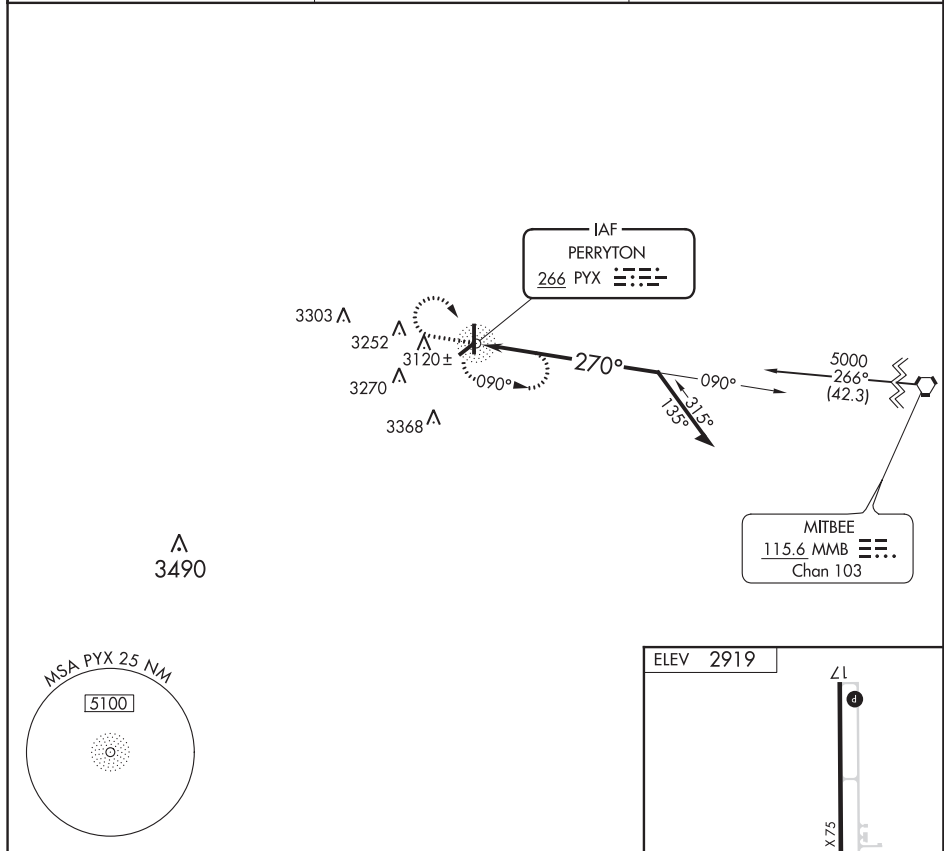 IAF
PERRYTON
266 PYX
3303
3252
3120±
3270
3368
090°
270°
090°
315°
135°
5000
266°
(42.3)
MITBEE
115.6 MMB
Chan 103
3490
MSA PYX 25 NM
5100
ELEV 2919
17
P
X 75